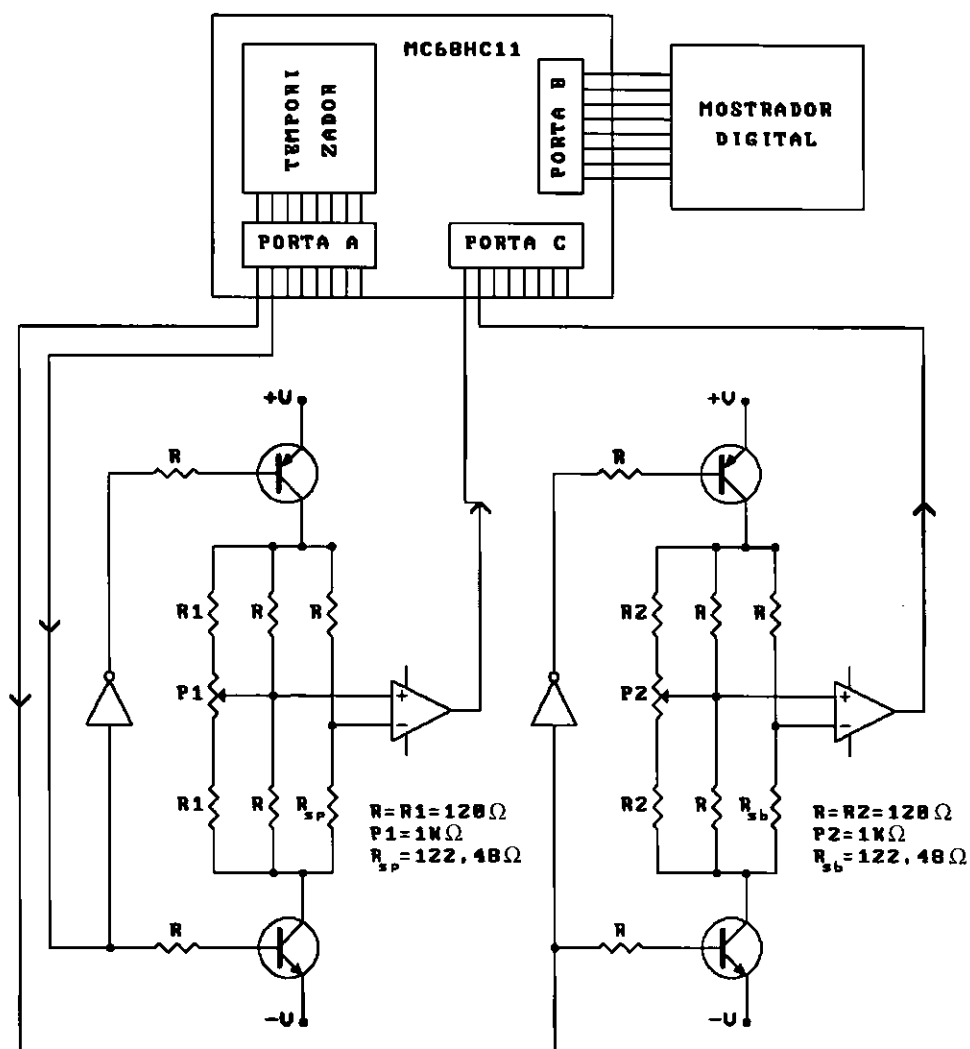 MC68HC11
TEMPORI
ZADOR
PORTA B
MOSTRADOR
DIGITAL
PORTA A
PORTA C
+V
+V
R
R
R1
R
R
R2
R
R
P1
+
−
P2
+
−
R1
R
Rsp
R2
R
Rsb
R=R1=120Ω
P1=1KΩ
Rsp=122,48Ω
R=R2=120Ω
P2=1KΩ
Rsb=122,48Ω
R
R
-V
-V